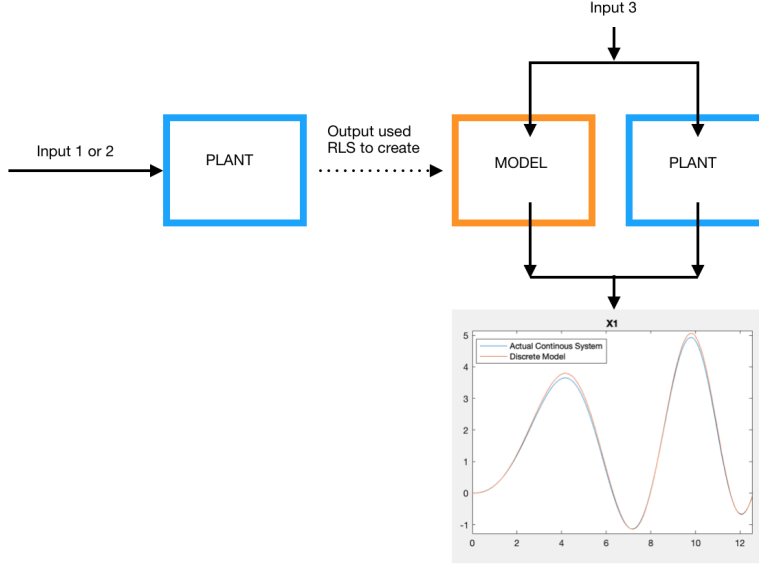 Input 3
Input 1 or 2
PLANT
Output used
RLS to create
MODEL
PLANT
X1
Actual Continous System
Discrete Model
5
4
3
2
1
0
-1
0
2
4
6
8
10
12